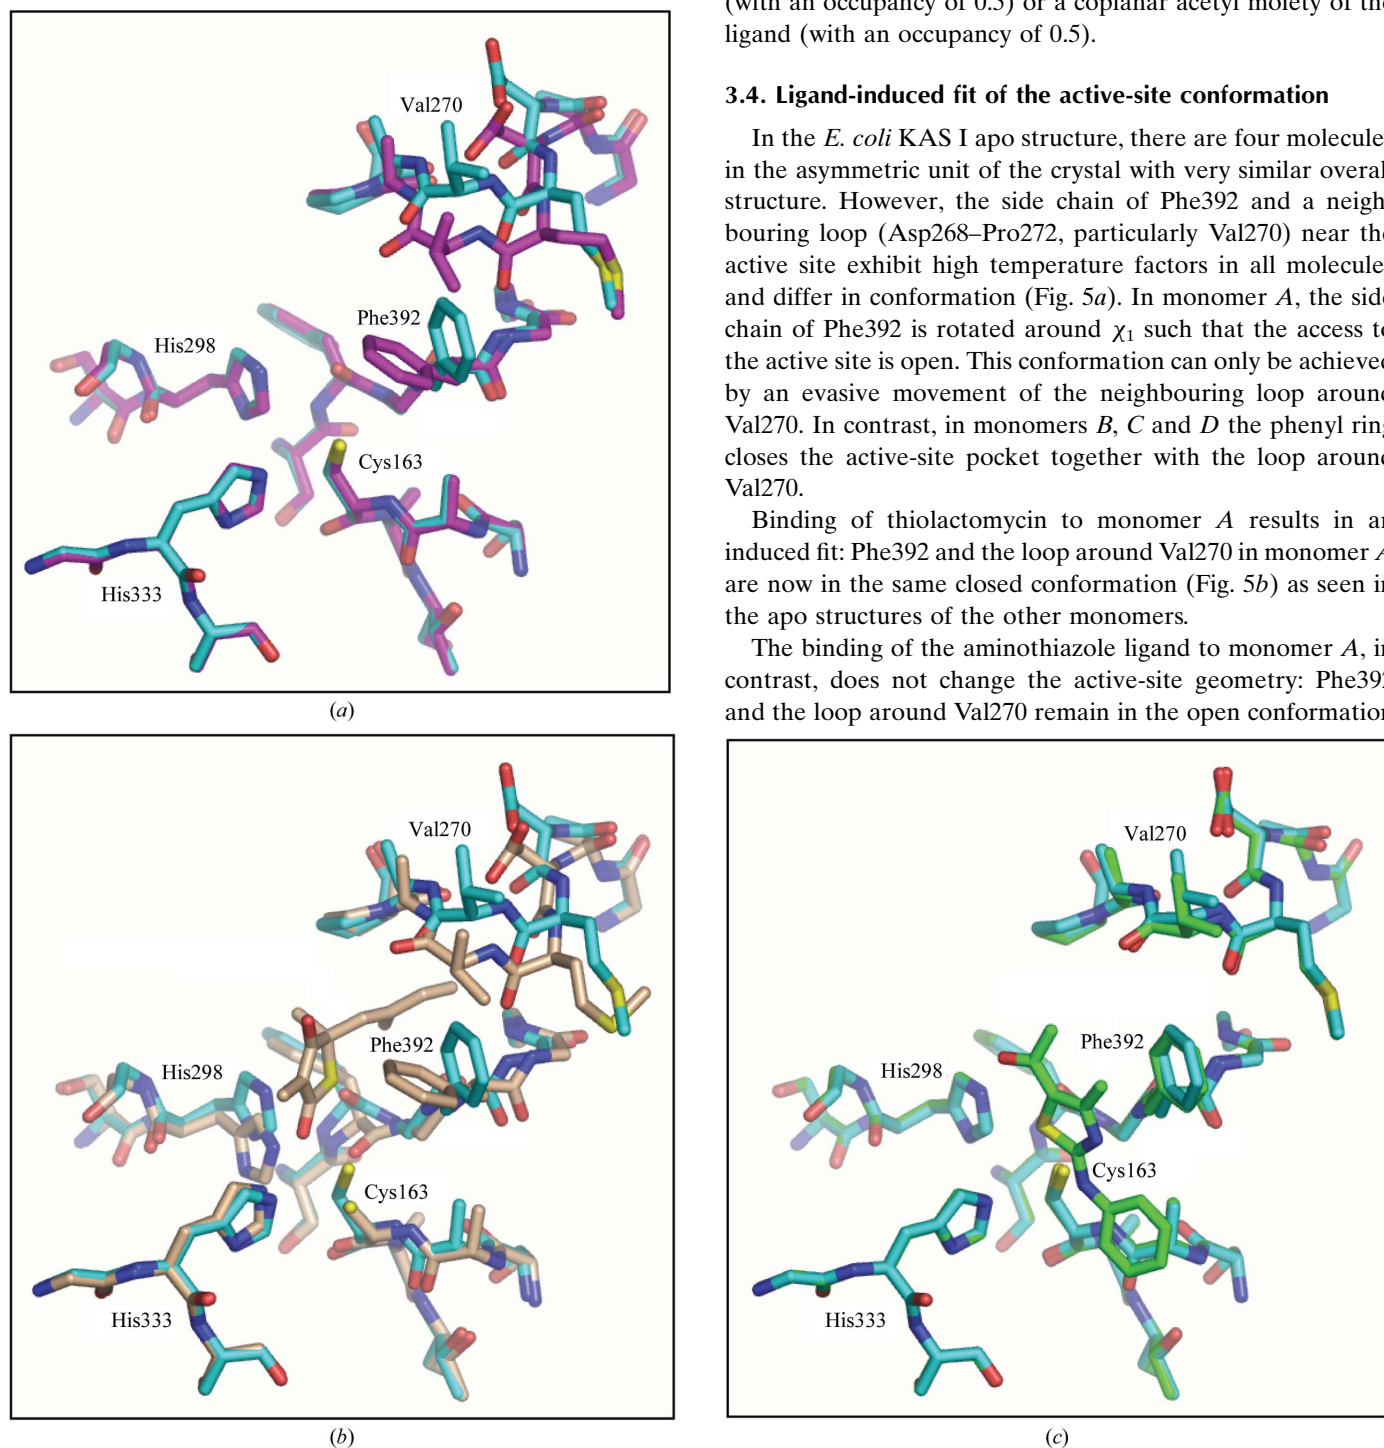 Val270
Phe392
His298
Cys163
His333
(a)
Val270
Phe392
His298
Cys163
His333
(b)
(with an occupancy of 0.5) or a coplanar acetyl moiety of the
ligand (with an occupancy of 0.5).
3.4. Ligand-induced fit of the active-site conformation
In the E. coli KAS I apo structure, there are four molecule
in the asymmetric unit of the crystal with very similar overal
structure. However, the side chain of Phe392 and a neigh
bouring loop (Asp268–Pro272, particularly Val270) near the
active site exhibit high temperature factors in all molecule
and differ in conformation (Fig. 5a). In monomer A, the side
chain of Phe392 is rotated around χ1 such that the access to
the active site is open. This conformation can only be achieved
by an evasive movement of the neighbouring loop around
Val270. In contrast, in monomers B, C and D the phenyl ring
closes the active-site pocket together with the loop around
Val270.
Binding of thiolactomycin to monomer A results in an
induced fit: Phe392 and the loop around Val270 in monomer A
are now in the same closed conformation (Fig. 5b) as seen in
the apo structures of the other monomers.
The binding of the aminothiazole ligand to monomer A, in
contrast, does not change the active-site geometry: Phe392
and the loop around Val270 remain in the open conformation
Val270
Phe392
His298
Cys163
His333
(c)